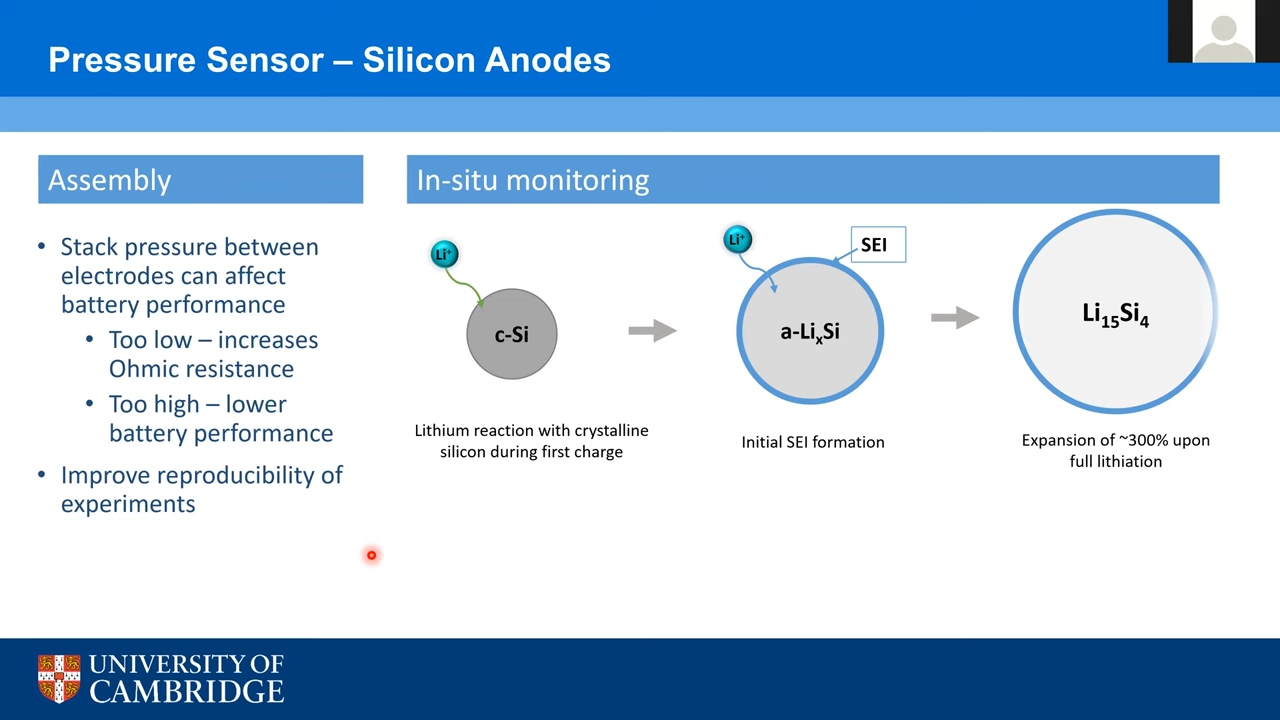 Pressure Sensor – Silicon Anodes
Assembly
• Stack pressure between
electrodes can affect
battery performance
• Too low – increases
Ohmic resistance
• Too high – lower
battery performance
• Improve reproducibility of
experiments
In-situ monitoring
Li⁺
c-Si
Lithium reaction with crystalline
silicon during first charge
Li⁺
SEI
a-LiₓSi
Initial SEI formation
Li₁₅Si₄
Expansion of ~300% upon
full lithiation
UNIVERSITY OF
CAMBRIDGE